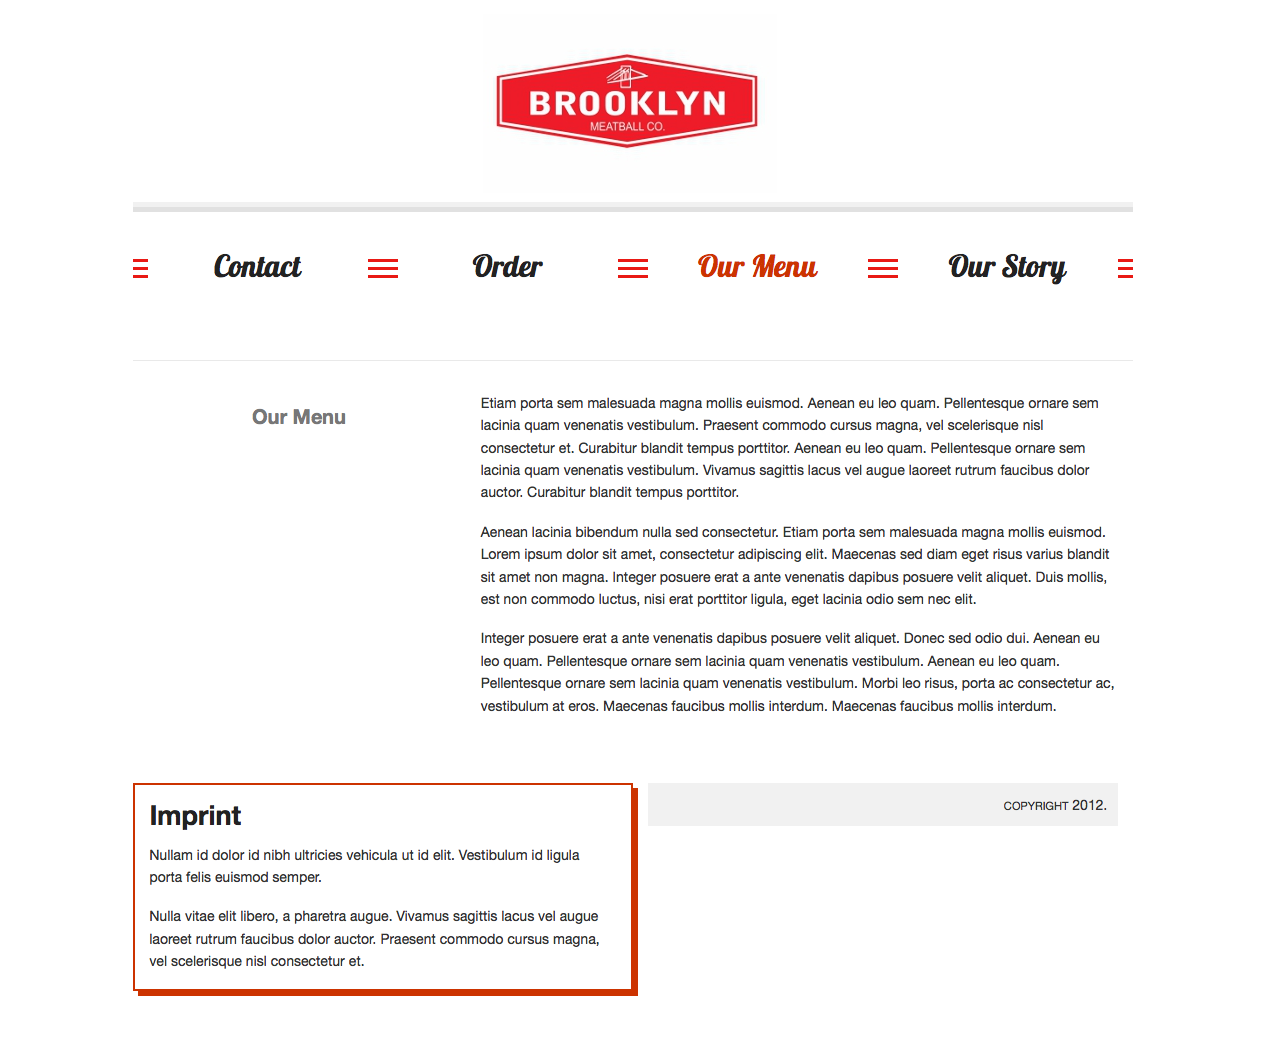 BROOKLYN
MEATBALL CO.
Contact
Order
Our Menu
Our Story
Our Menu
Etiam porta sem malesuada magna mollis euismod. Aenean eu leo quam. Pellentesque ornare sem
lacinia quam venenatis vestibulum. Praesent commodo cursus magna, vel scelerisque nisl
consectetur et. Curabitur blandit tempus porttitor. Aenean eu leo quam. Pellentesque ornare sem
lacinia quam venenatis vestibulum. Vivamus sagittis lacus vel augue laoreet rutrum faucibus dolor
auctor. Curabitur blandit tempus porttitor.
Aenean lacinia bibendum nulla sed consectetur. Etiam porta sem malesuada magna mollis euismod.
Lorem ipsum dolor sit amet, consectetur adipiscing elit. Maecenas sed diam eget risus varius blandit
sit amet non magna. Integer posuere erat a ante venenatis dapibus posuere velit aliquet. Duis mollis,
est non commodo luctus, nisi erat porttitor ligula, eget lacinia odio sem nec elit.
Integer posuere erat a ante venenatis dapibus posuere velit aliquet. Donec sed odio dui. Aenean eu
leo quam. Pellentesque ornare sem lacinia quam venenatis vestibulum. Aenean eu leo quam.
Pellentesque ornare sem lacinia quam venenatis vestibulum. Morbi leo risus, porta ac consectetur ac,
vestibulum at eros. Maecenas faucibus mollis interdum. Maecenas faucibus mollis interdum.
Imprint
Nullam id dolor id nibh ultricies vehicula ut id elit. Vestibulum id ligula
porta felis euismod semper.
Nulla vitae elit libero, a pharetra augue. Vivamus sagittis lacus vel augue
laoreet rutrum faucibus dolor auctor. Praesent commodo cursus magna,
vel scelerisque nisl consectetur et.
COPYRIGHT 2012.